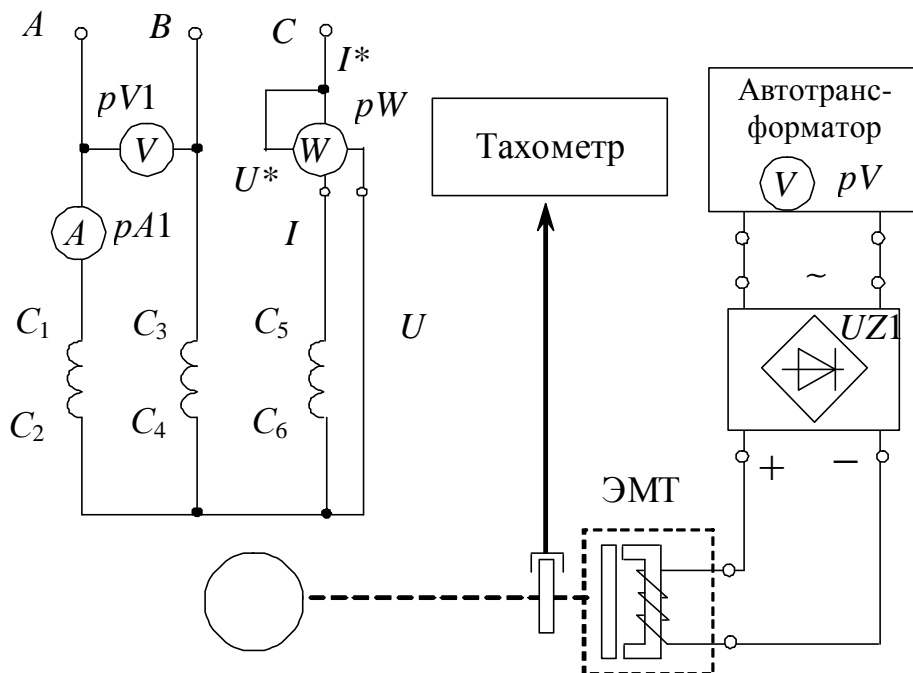 A
B
C
I*
pV1
pW
V
W
U*
A
pA1
I
C1
C3
C5
U
C2
C4
C6
Тахометр
Автотранс-
форматор
V
pV
~
UZ1
+
−
ЭМТ